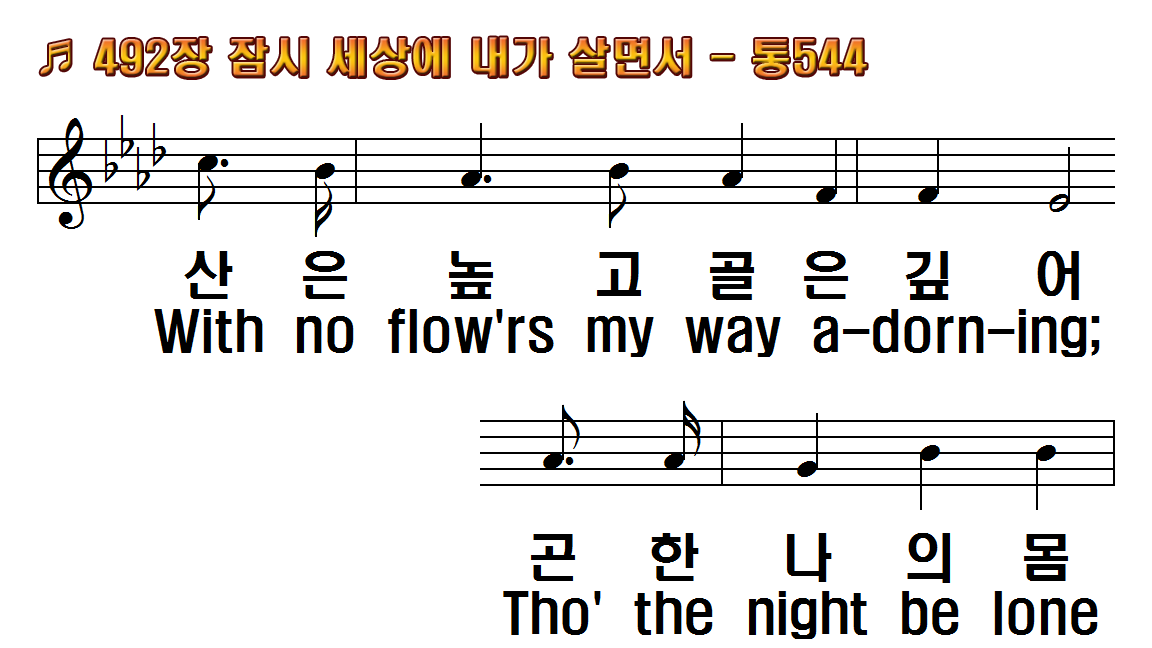 492장 잠시 세상에 내가 살면서 - 통544
산 은 높 고 골 은 깊 어
With no flow'rs my way a-dorn-ing;
곤 한 나 의 몸
Tho' the night be lone